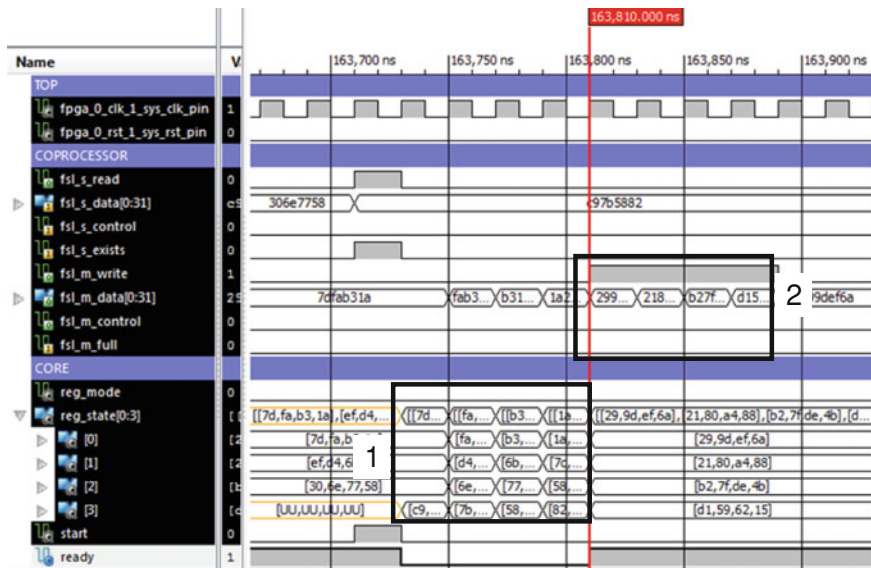 163,810.000 ns
Name V. 163,700 ns 163,750 ns 163,800 ns 163,850 ns 163,900 ns
TOP
fpga_0_clk_1_sys_clk_pin 1
fpga_0_rst_1_sys_rst_pin 0
COPROCESSOR
fsl_s_read 0
fsl_s_data[0:31] c9 306e7758 c97b5882
fsl_s_control 0
fsl_s_exists 0
fsl_m_write 1
fsl_m_data[0:31] 29 7dfab31a fab3... b31... 1a2... 299... 218... b27f... d15... 2 9def6a
fsl_m_control 0
fsl_m_full 0
CORE
reg_mode 0
reg_state[0:3] [[ [[7d,fa,b3,1a],[ef,d4,... [[7d... [[fa,... [[b3... [[1a... [[29,9d,ef,6a],[21,80,a4,88],[b2,7f,de,4b],[d...
[0] [2 [7d,fa,b [fa,... [b3,... [1a,... [29,9d,ef,6a]
[1] [2 [ef,d4,6 1 [d4,... [6b,... [7c,... [21,80,a4,88]
[2] [b [30,6e,77,58] [6e,... [77,... [58,... [b2,7f,de,4b]
[3] [d [UU,UU,UU,UU] [c9,... [7b,... [58,... [82,... [d1,59,62,15]
start 0
ready 1